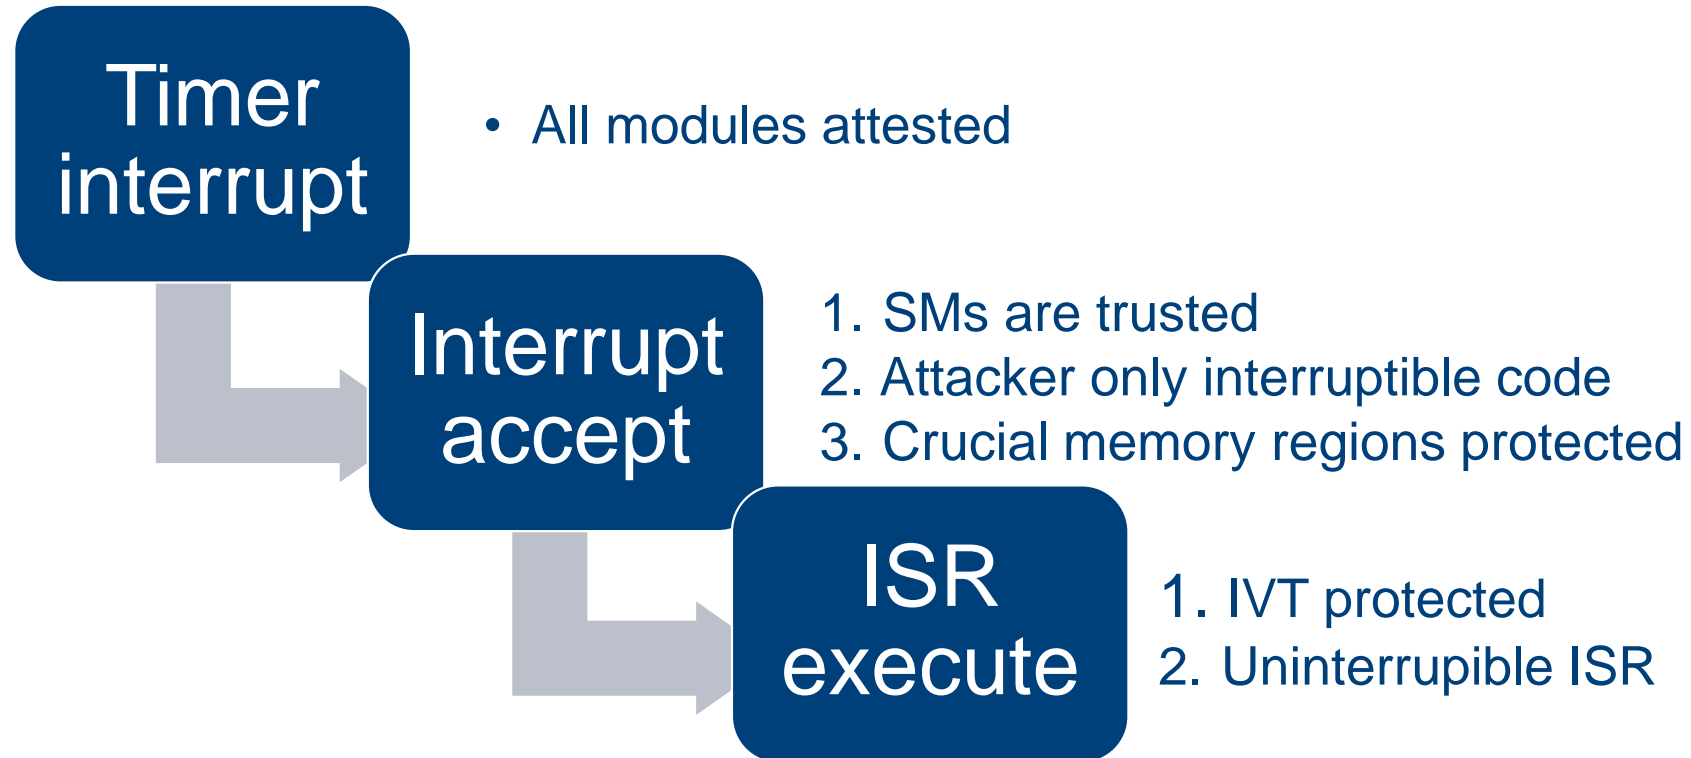 Timer
interrupt
• All modules attested
Interrupt
accept
1. SMs are trusted
2. Attacker only interruptible code
3. Crucial memory regions protected
ISR
execute
1. IVT protected
2. Uninterrupible ISR